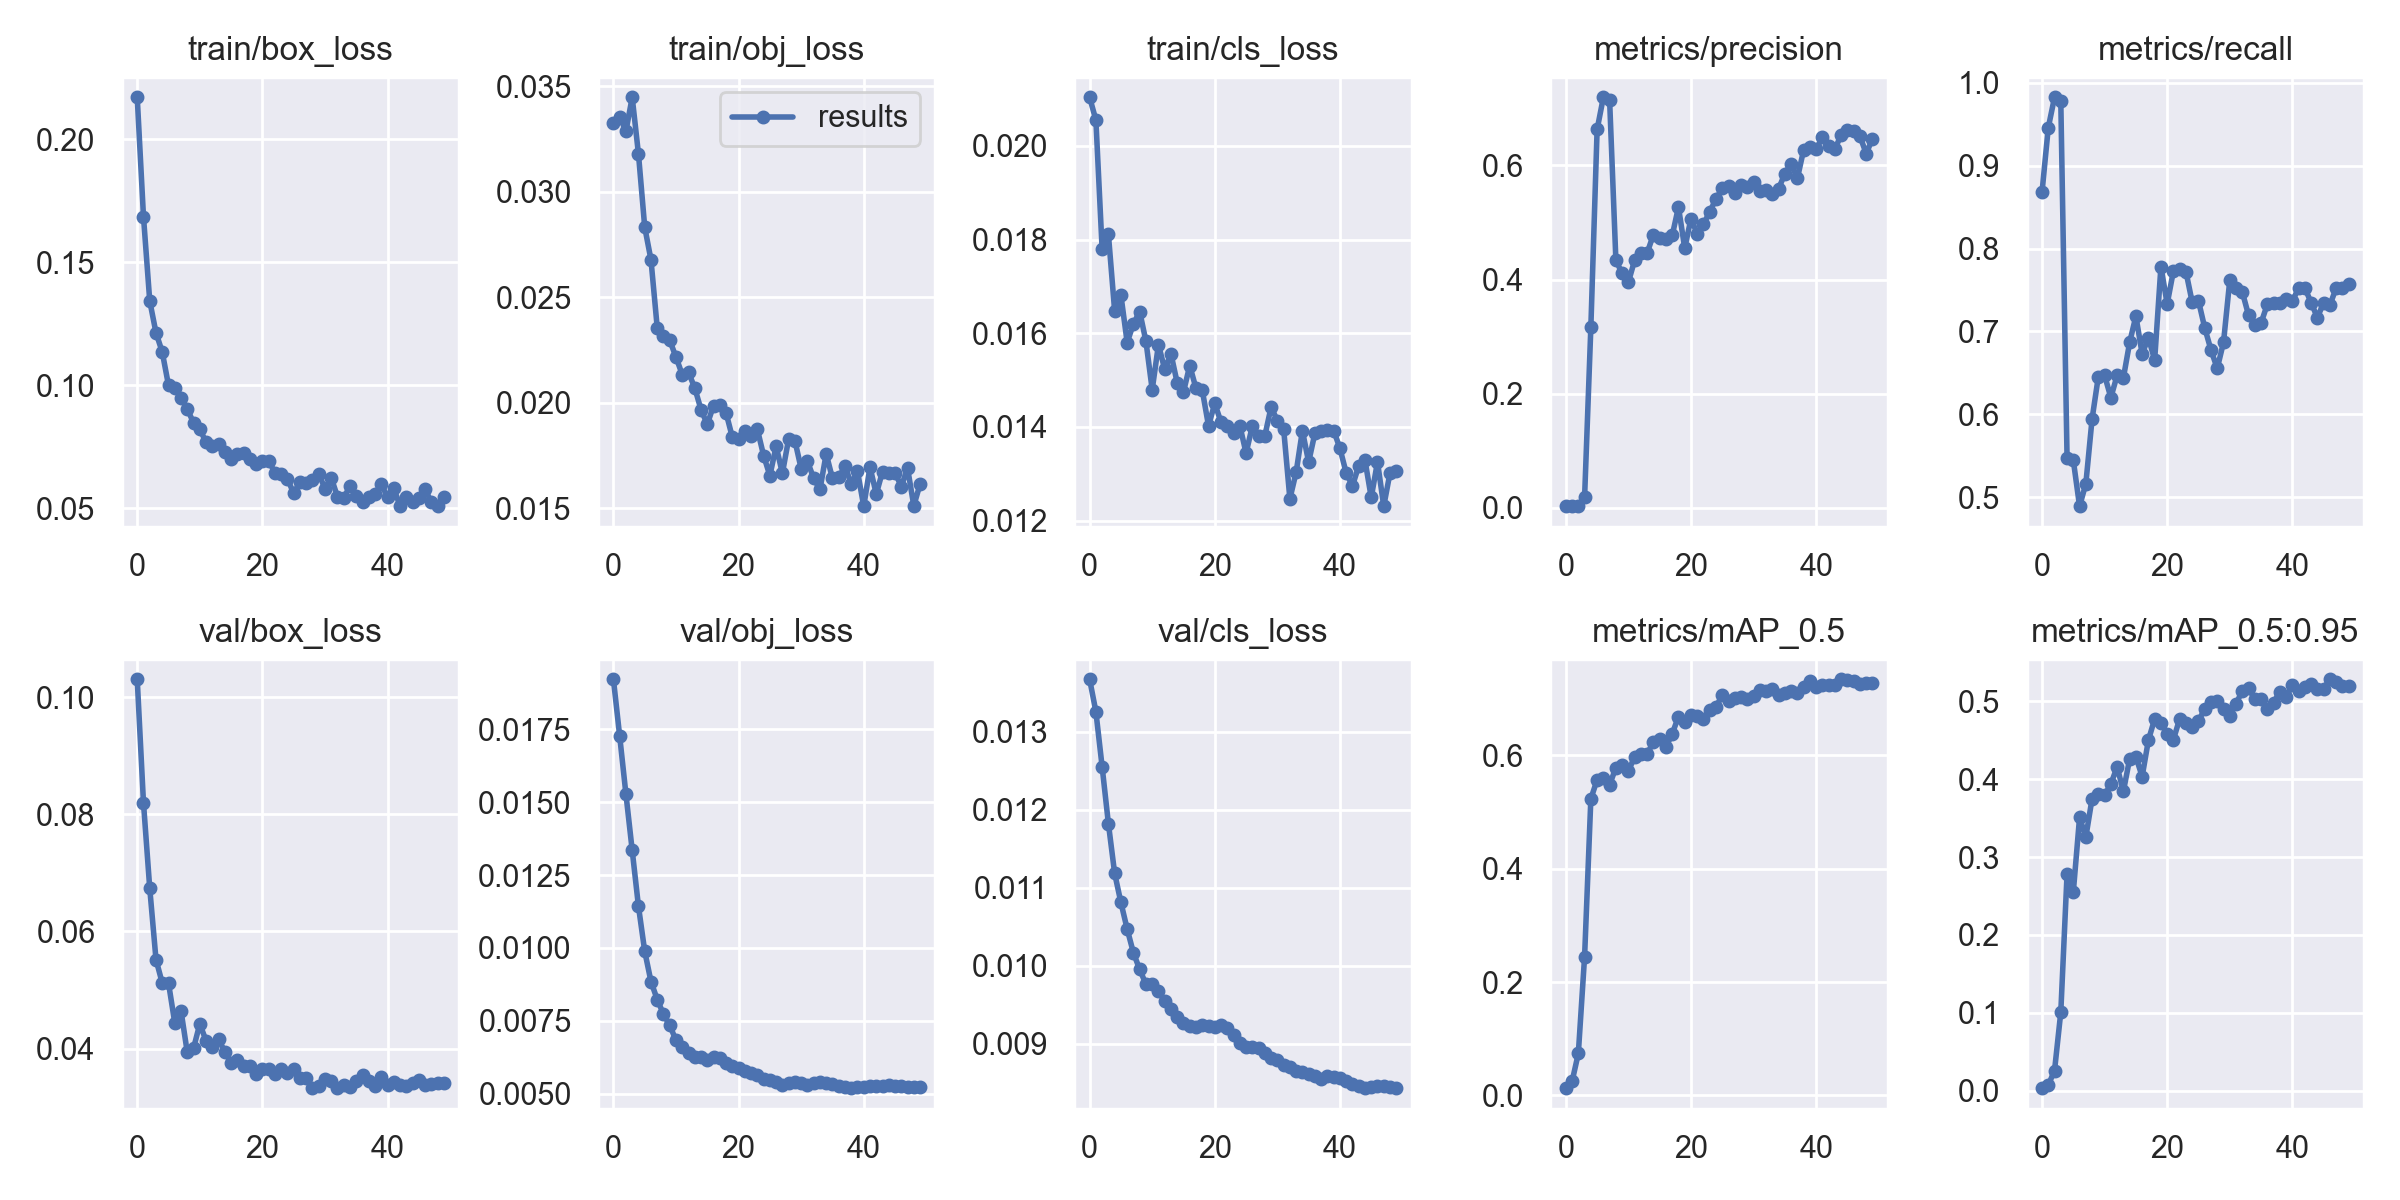 train/box_loss
train/obj_loss
train/cls_loss
metrics/precision
metrics/recall
0.20
0.15
0.10
0.05
0 20 40
results
0.035
0.030
0.025
0.020
0.015
0 20 40
0.020
0.018
0.016
0.014
0.012
0 20 40
0.6
0.4
0.2
0.0
0 20 40
1.0
0.9
0.8
0.7
0.6
0.5
0 20 40
val/box_loss
val/obj_loss
val/cls_loss
metrics/mAP_0.5
metrics/mAP_0.5:0.95
0.10
0.08
0.06
0.04
0 20 40
0.0175
0.0150
0.0125
0.0100
0.0075
0.0050
0 20 40
0.013
0.012
0.011
0.010
0.009
0 20 40
0.6
0.4
0.2
0.0
0 20 40
0.5
0.4
0.3
0.2
0.1
0.0
0 20 40